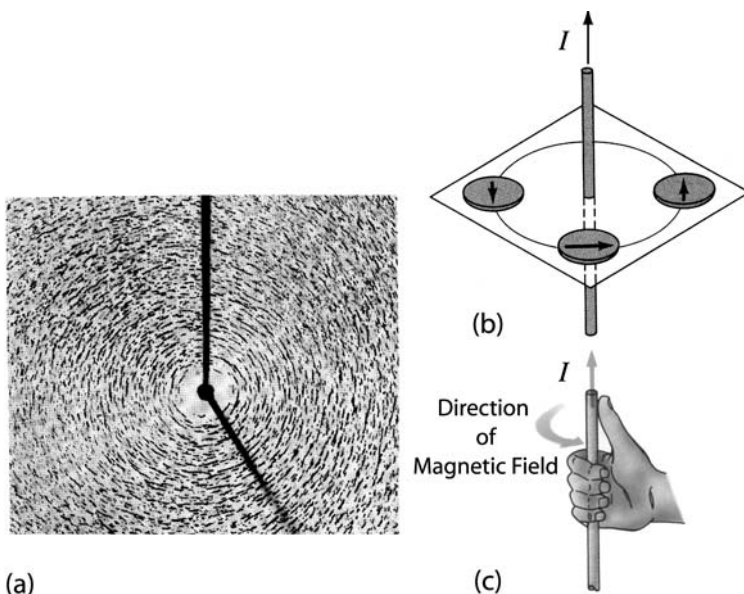 I
(b)
I
Direction
of
Magnetic Field
(a)
(c)